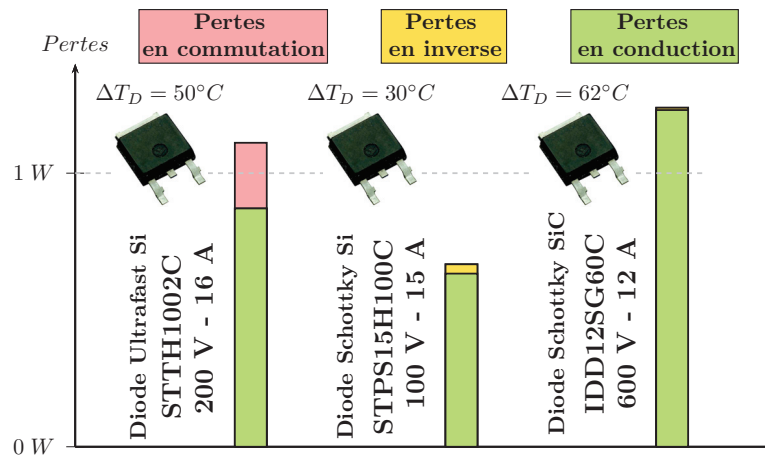 Pertes
en commutation
Pertes
en inverse
Pertes
en conduction
Pertes
ΔT_D = 50°C
ΔT_D = 30°C
ΔT_D = 62°C
1 W
0 W
Diode Ultrafast Si
STTH1002C
200 V - 16 A
Diode Schottky Si
STPS15H100C
100 V - 15 A
Diode Schottky SiC
IDD12SG60C
600 V - 12 A